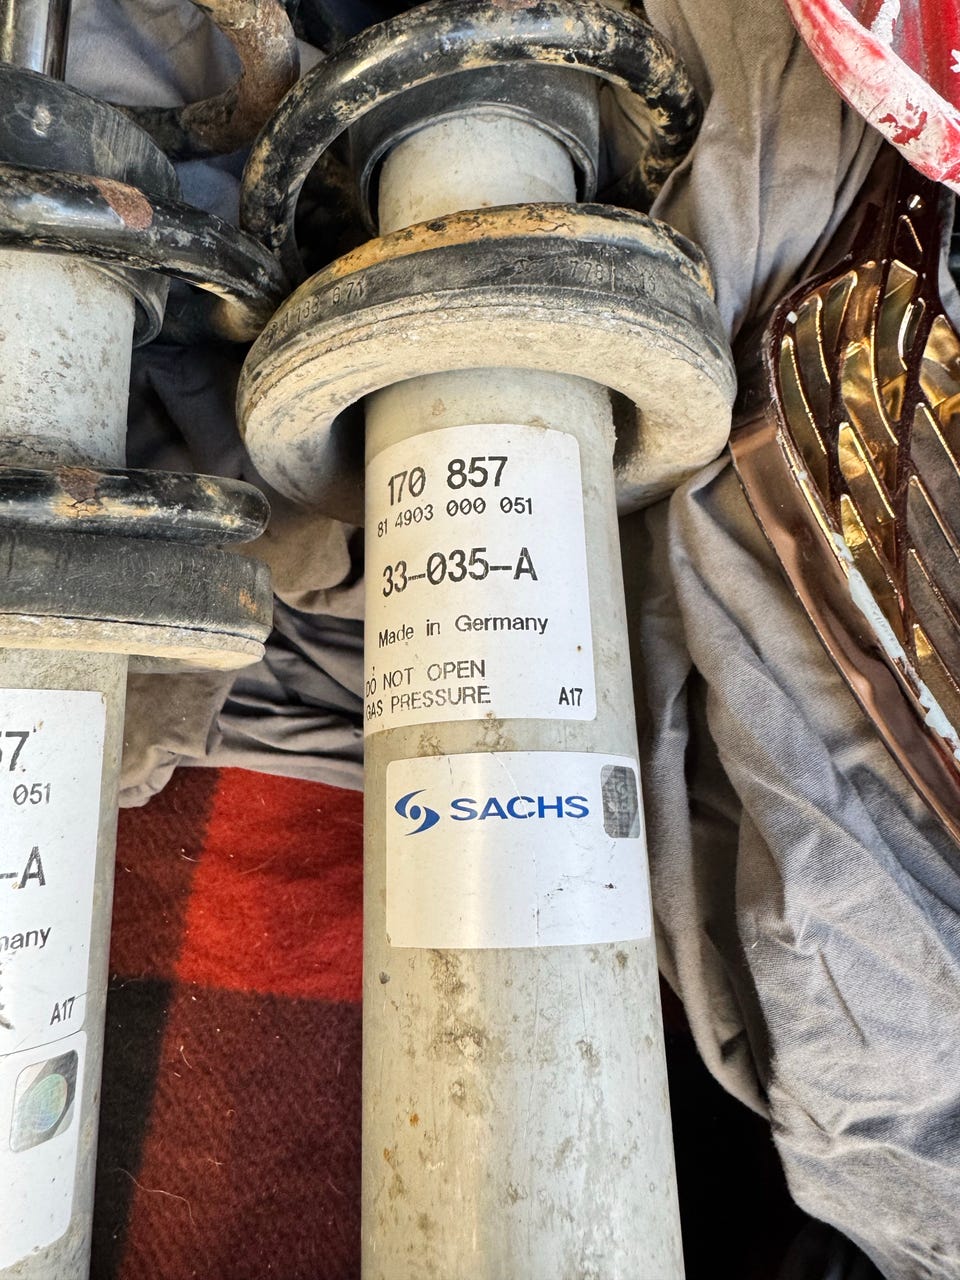 170 857
81 4903 000 051
33-035-A
Made in Germany
DO NOT OPEN
GAS PRESSURE
A17
SACHS
57
051
-A
many
A17